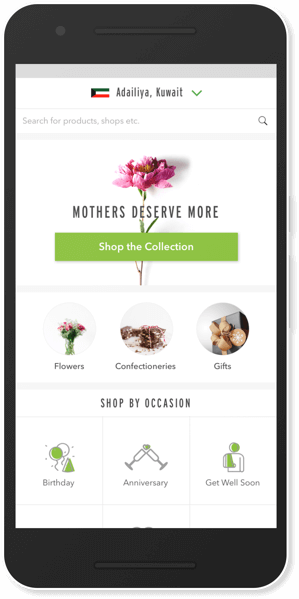 Adailiya, Kuwait
Search for products, shops etc.
MOTHERS DESERVE MORE
Shop the Collection
Flowers
Confectioneries
Gifts
SHOP BY OCCASION
Birthday
Anniversary
Get Well Soon